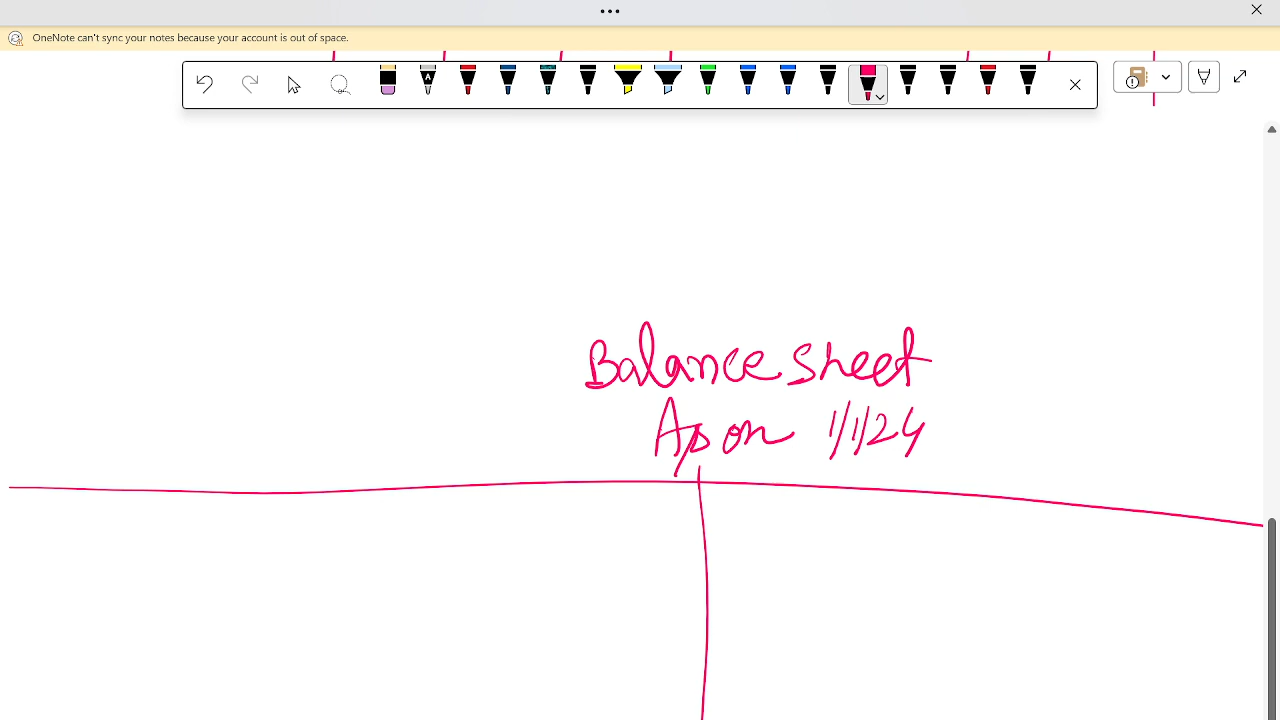 OneNote can't sync your notes because your account is out of space.
Balance Sheet
As on 1/1/24